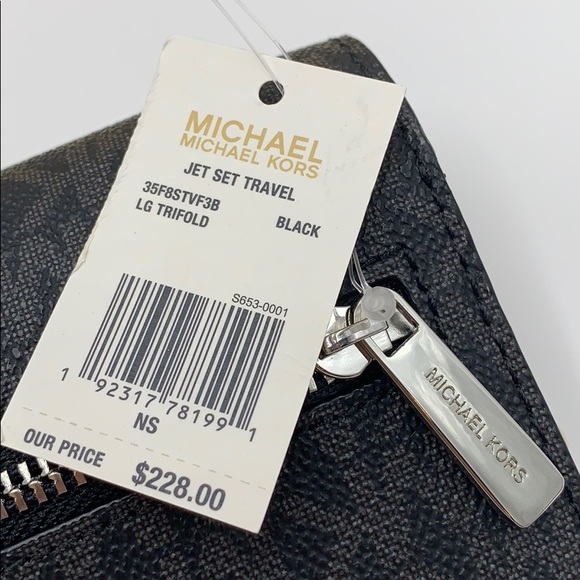 MICHAEL
MICHAEL KORS
JET SET TRAVEL
35F8STVF3B
LG TRIFOLD BLACK
S653-0001
1 92317 78199 1
NS
OUR PRICE $228.00
MICHAEL KORS